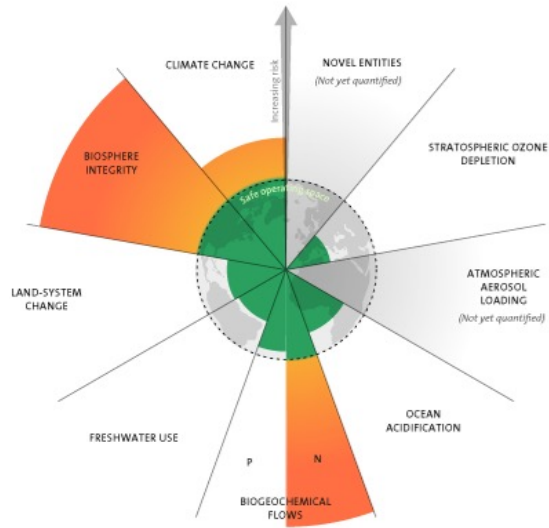 CLIMATE CHANGE
Increasing risk
NOVEL ENTITIES
(Not yet quantified)
STRATOSPHERIC OZONE
DEPLETION
BIOSPHERE
INTEGRITY
Safe operating space
ATMOSPHERIC
AEROSOL
LOADING
(Not yet quantified)
LAND-SYSTEM
CHANGE
OCEAN
ACIDIFICATION
FRESHWATER USE
P
N
BIOGEOCHEMICAL
FLOWS